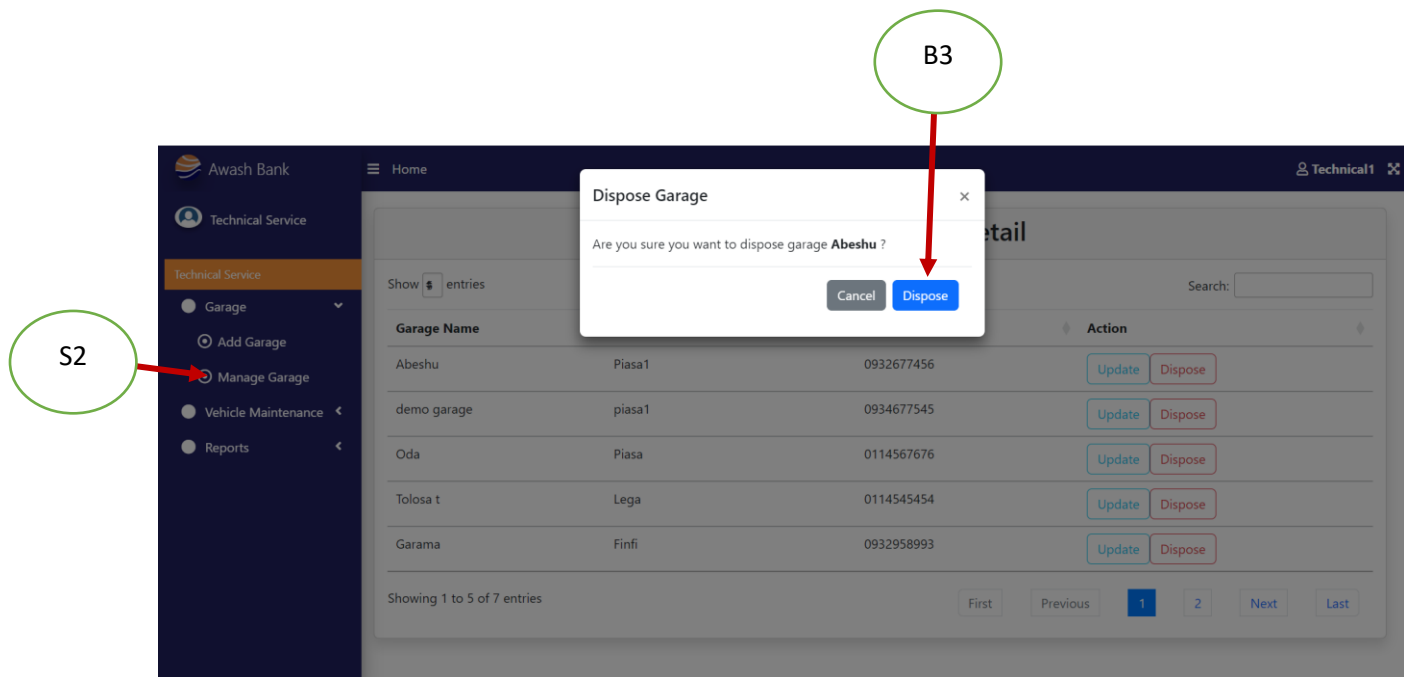 B3
Awash Bank
Home
Technical1
Technical Service
Dispose Garage
×
etail
Are you sure you want to dispose garage Abeshu ?
Technical Service
Show entries
Search:
Cancel Dispose
Garage
S2
Garage Name Action
Add Garage
Abeshu Piasa1 0932677456 Update Dispose
Manage Garage
demo garage piasa1 0934677545 Update Dispose
Vehicle Maintenance
Reports
Oda Piasa 0114567676 Update Dispose
Tolosa t Lega 0114545454 Update Dispose
Garama Finfi 0932958993 Update Dispose
Showing 1 to 5 of 7 entries
First Previous 1 2 Next Last